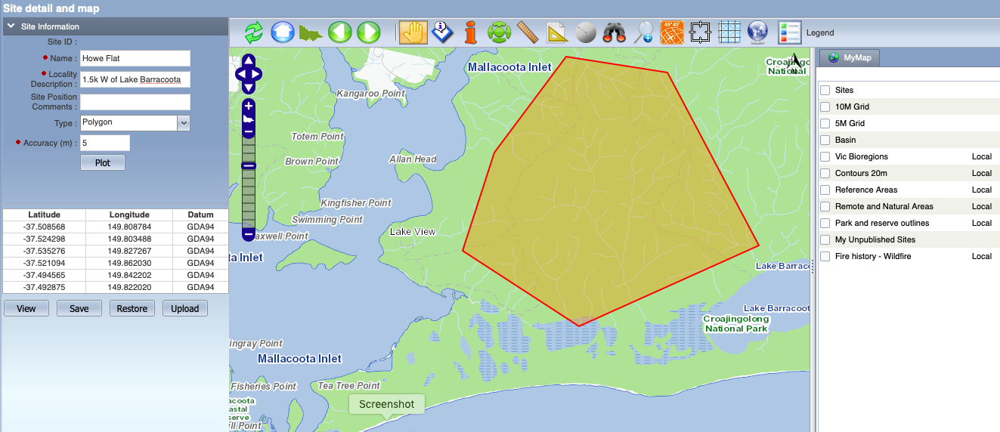 Site detail and map
Site Information
Site ID :
Name : Howe Flat
Locality Description : 1.5k W of Lake Barracoota
Site Position Comments :
Type : Polygon
Accuracy (m) : 5
Plot
Latitude Longitude Datum
-37.508568 149.808784 GDA94
-37.524298 149.803488 GDA94
-37.535276 149.827267 GDA94
-37.521094 149.862030 GDA94
-37.494565 149.842202 GDA94
-37.492875 149.822020 GDA94
View Save Restore Upload
49°45'
Legend
Mallacoota Inlet
Croajingo
National
N
Kangaroo Point
Totem Point
Brown Point
Allan Head
Kingfisher Point
Swimming Point
axwell Point
Lake View
ta Inlet
Lake Barraco
Lake Barracoot
Croajingolong
National Park
ingray Point
Mallacoota Inlet
Fisheries Point
Tea Tree Point
acoota
astal
serve
ll Point
Screenshot
MyMap
Sites
10M Grid
5M Grid
Basin
Vic Bioregions Local
Contours 20m Local
Reference Areas Local
Remote and Natural Areas Local
Park and reserve outlines Local
My Unpublished Sites
Fire history - Wildfire Local